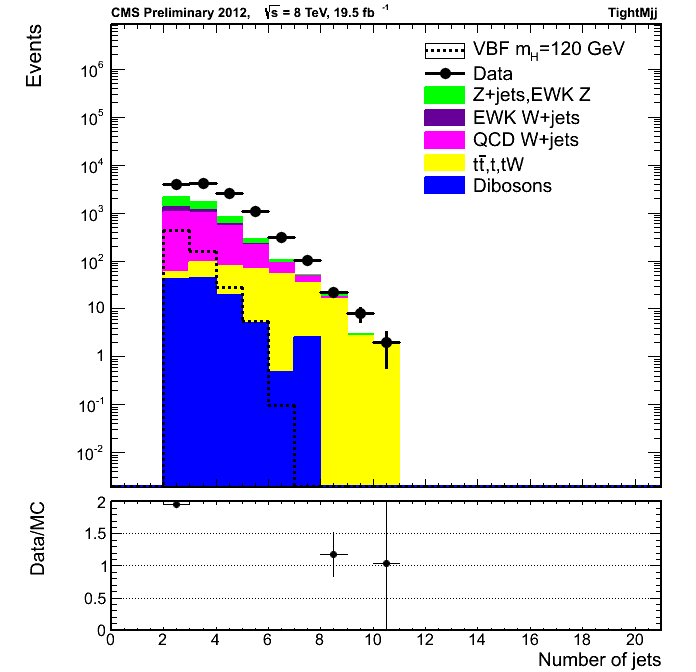 CMS Preliminary 2012, √s = 8 TeV, 19.5 fb⁻¹ TightMjj
Events
VBF m_H=120 GeV
Data
Z+jets,EWK Z
EWK W+jets
QCD W+jets
tt̄,t,tW
Dibosons
10⁶
10⁵
10⁴
10³
10²
10
1
10⁻¹
10⁻²
Data/MC
2
1.5
1
0.5
0
0 2 4 6 8 10 12 14 16 18 20
Number of jets